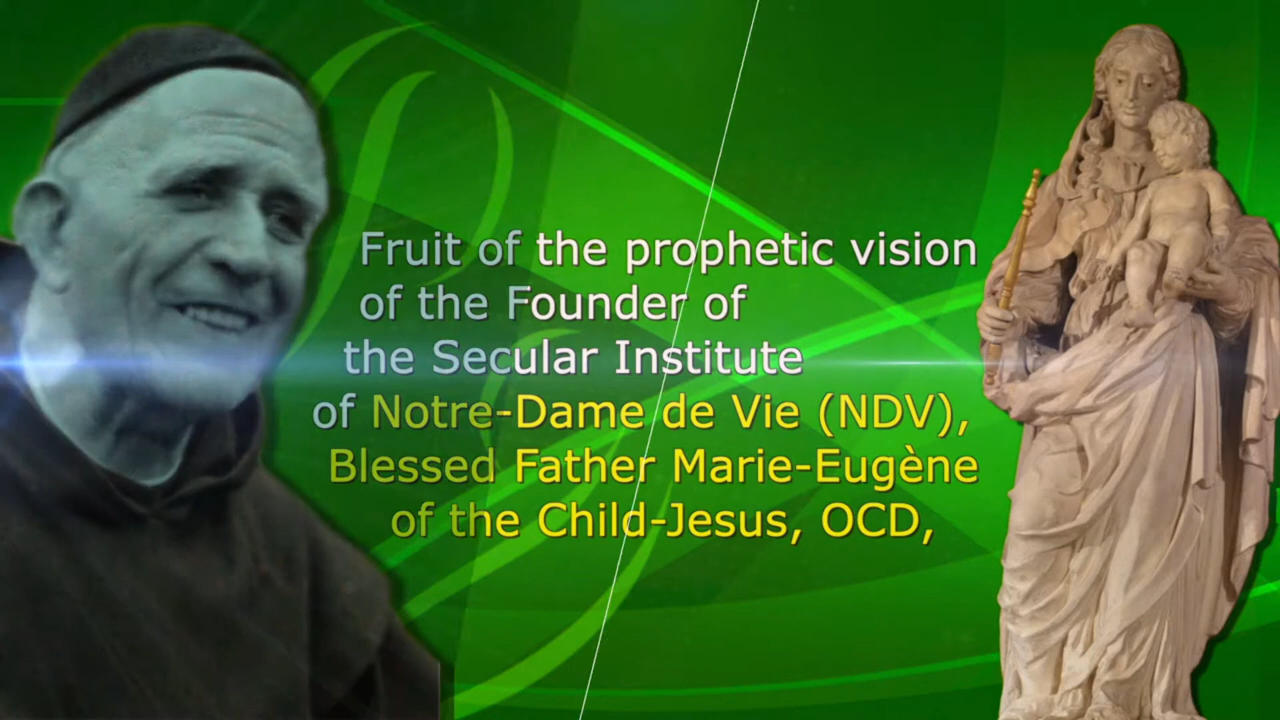 Fruit of the prophetic vision
of the Founder of
the Secular Institute
of Notre-Dame de Vie (NDV),
Blessed Father Marie-Eugène
of the Child-Jesus, OCD,